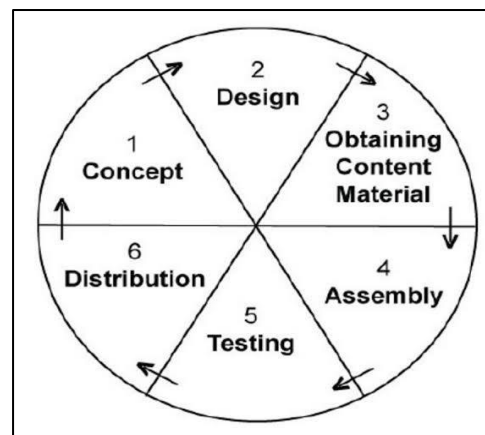 1
Concept
2
Design
3
Obtaining
Content
Material
4
Assembly
5
Testing
6
Distribution